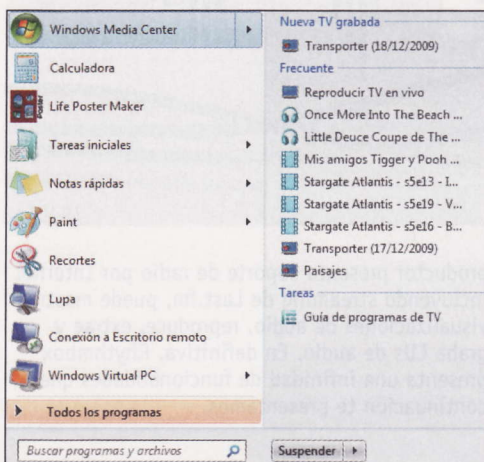 Windows Media Center
Calculadora
Life Poster Maker
Tareas iniciales
Notas rápidas
Paint
Recortes
Lupa
Conexión a Escritorio remoto
Windows Virtual PC
Todos los programas
Buscar programas y archivos
Nueva TV grabada
Transporter (18/12/2009)
Frecuente
Reproducir TV en vivo
Once More Into The Beach ...
Little Deuce Coupe de The ...
Mis amigos Tigger y Pooh ...
Stargate Atlantis - s5e13 - I...
Stargate Atlantis - s5e19 - V...
Stargate Atlantis - s5e16 - B...
Transporter (17/12/2009)
Paisajes
Tareas
Guía de programas de TV
Suspender